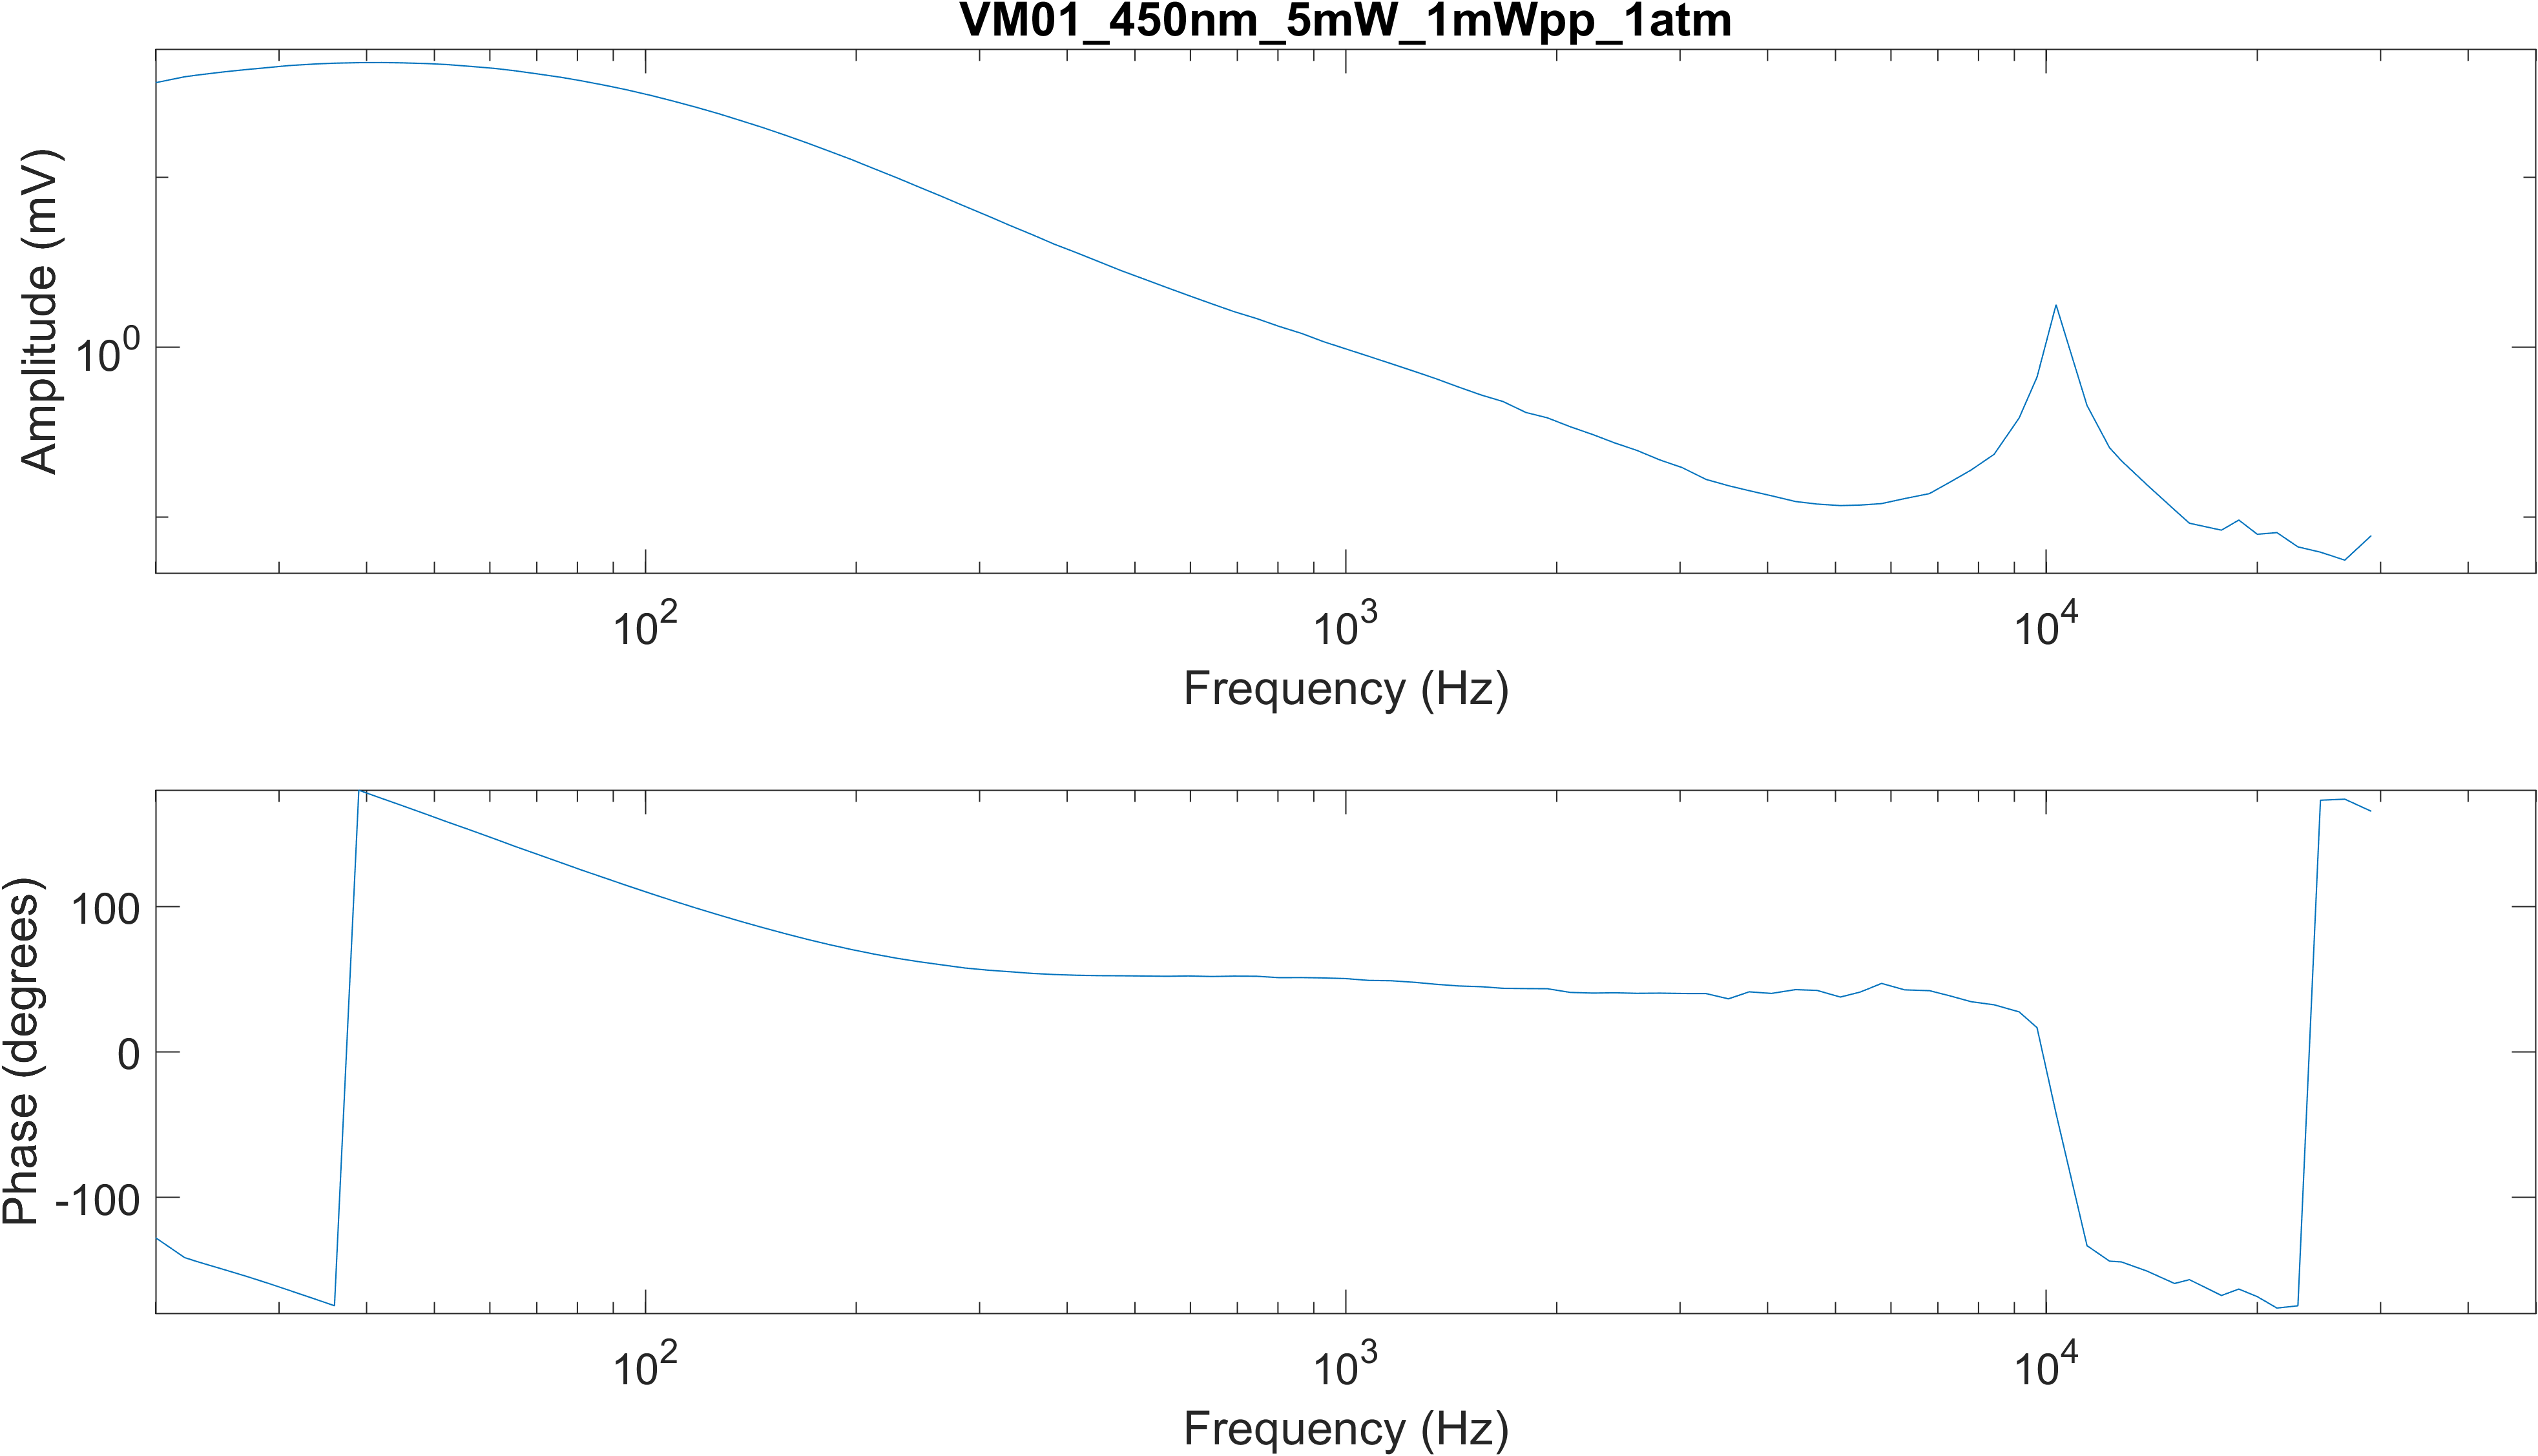 VM01_450nm_5mW_1mWpp_1atm
Amplitude (mV)
10^0
10^2
10^3
10^4
Frequency (Hz)
Phase (degrees)
100
0
-100
10^2
10^3
10^4
Frequency (Hz)